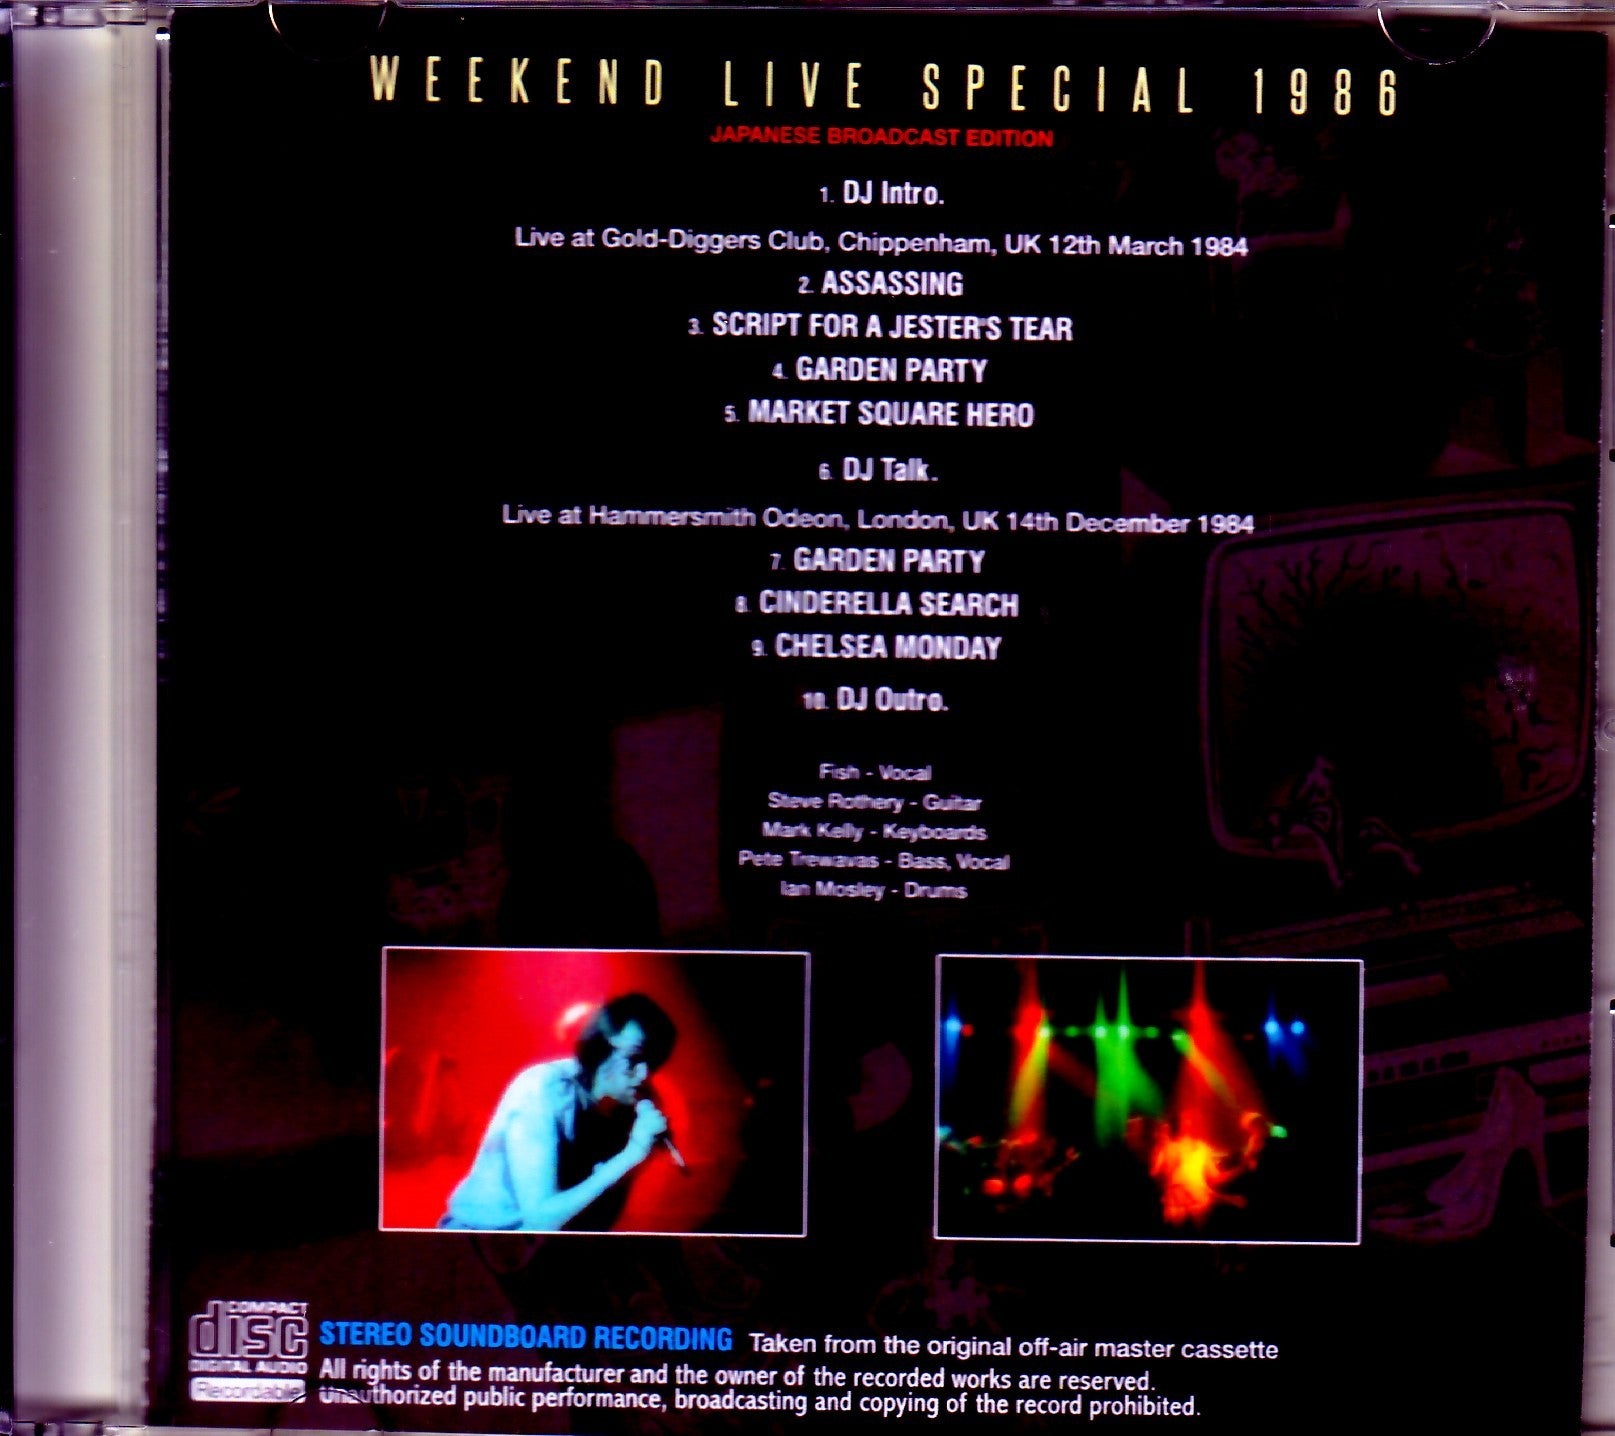 WEEKEND LIVE SPECIAL 1986
JAPANESE BROADCAST EDITION
1. DJ Intro.
Live at Gold-Diggers Club, Chippenham, UK 12th March 1984
2. ASSASSING
3. SCRIPT FOR A JESTER'S TEAR
4. GARDEN PARTY
5. MARKET SQUARE HERO
6. DJ Talk.
Live at Hammersmith Odeon, London, UK 14th December 1984
7. GARDEN PARTY
8. CINDERELLA SEARCH
9. CHELSEA MONDAY
10. DJ Outro.
Fish - Vocal
Steve Rothery - Guitar
Mark Kelly - Keyboards
Pete Trewavas - Bass, Vocal
Ian Mosley - Drums
COMPACT
disc
DIGITAL AUDIO
Recordable
STEREO SOUNDBOARD RECORDING Taken from the original off-air master cassette
All rights of the manufacturer and the owner of the recorded works are reserved.
Unauthorized public performance, broadcasting and copying of the record prohibited.